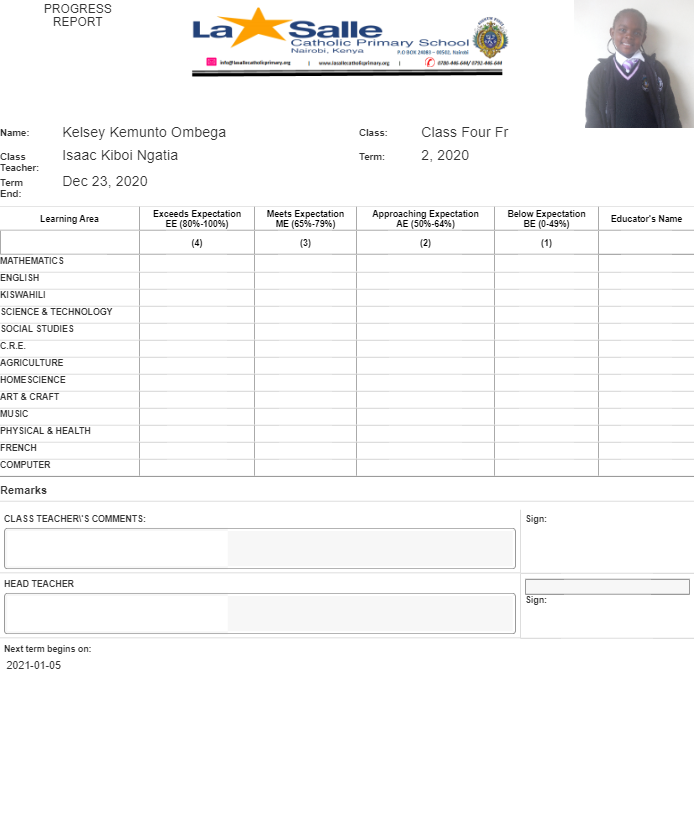 PROGRESS
REPORT
La Salle
Catholic Primary School
Nairobi, Kenya
P.O BOX 24083 – 00502, Nairobi
info@lasallecatholicprimary.org | www.lasallecatholicprimary.org | 0780-446-644/ 0792-446-644
Name: Kelsey Kemunto Ombega Class: Class Four Fr
Class Teacher: Isaac Kiboi Ngatia Term: 2, 2020
Term End: Dec 23, 2020
Learning Area Exceeds Expectation EE (80%-100%) Meets Expectation ME (65%-79%) Approaching Expectation AE (50%-64%) Below Expectation BE (0-49%) Educator's Name
(4) (3) (2) (1)
MATHEMATICS
ENGLISH
KISWAHILI
SCIENCE & TECHNOLOGY
SOCIAL STUDIES
C.R.E.
AGRICULTURE
HOMESCIENCE
ART & CRAFT
MUSIC
PHYSICAL & HEALTH
FRENCH
COMPUTER
Remarks
CLASS TEACHER\'S COMMENTS: Sign:
HEAD TEACHER
Sign:
Next term begins on:
2021-01-05